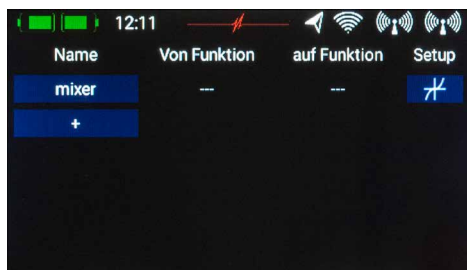 12:11
Name Von Funktion auf Funktion Setup
mixer --- ---
+